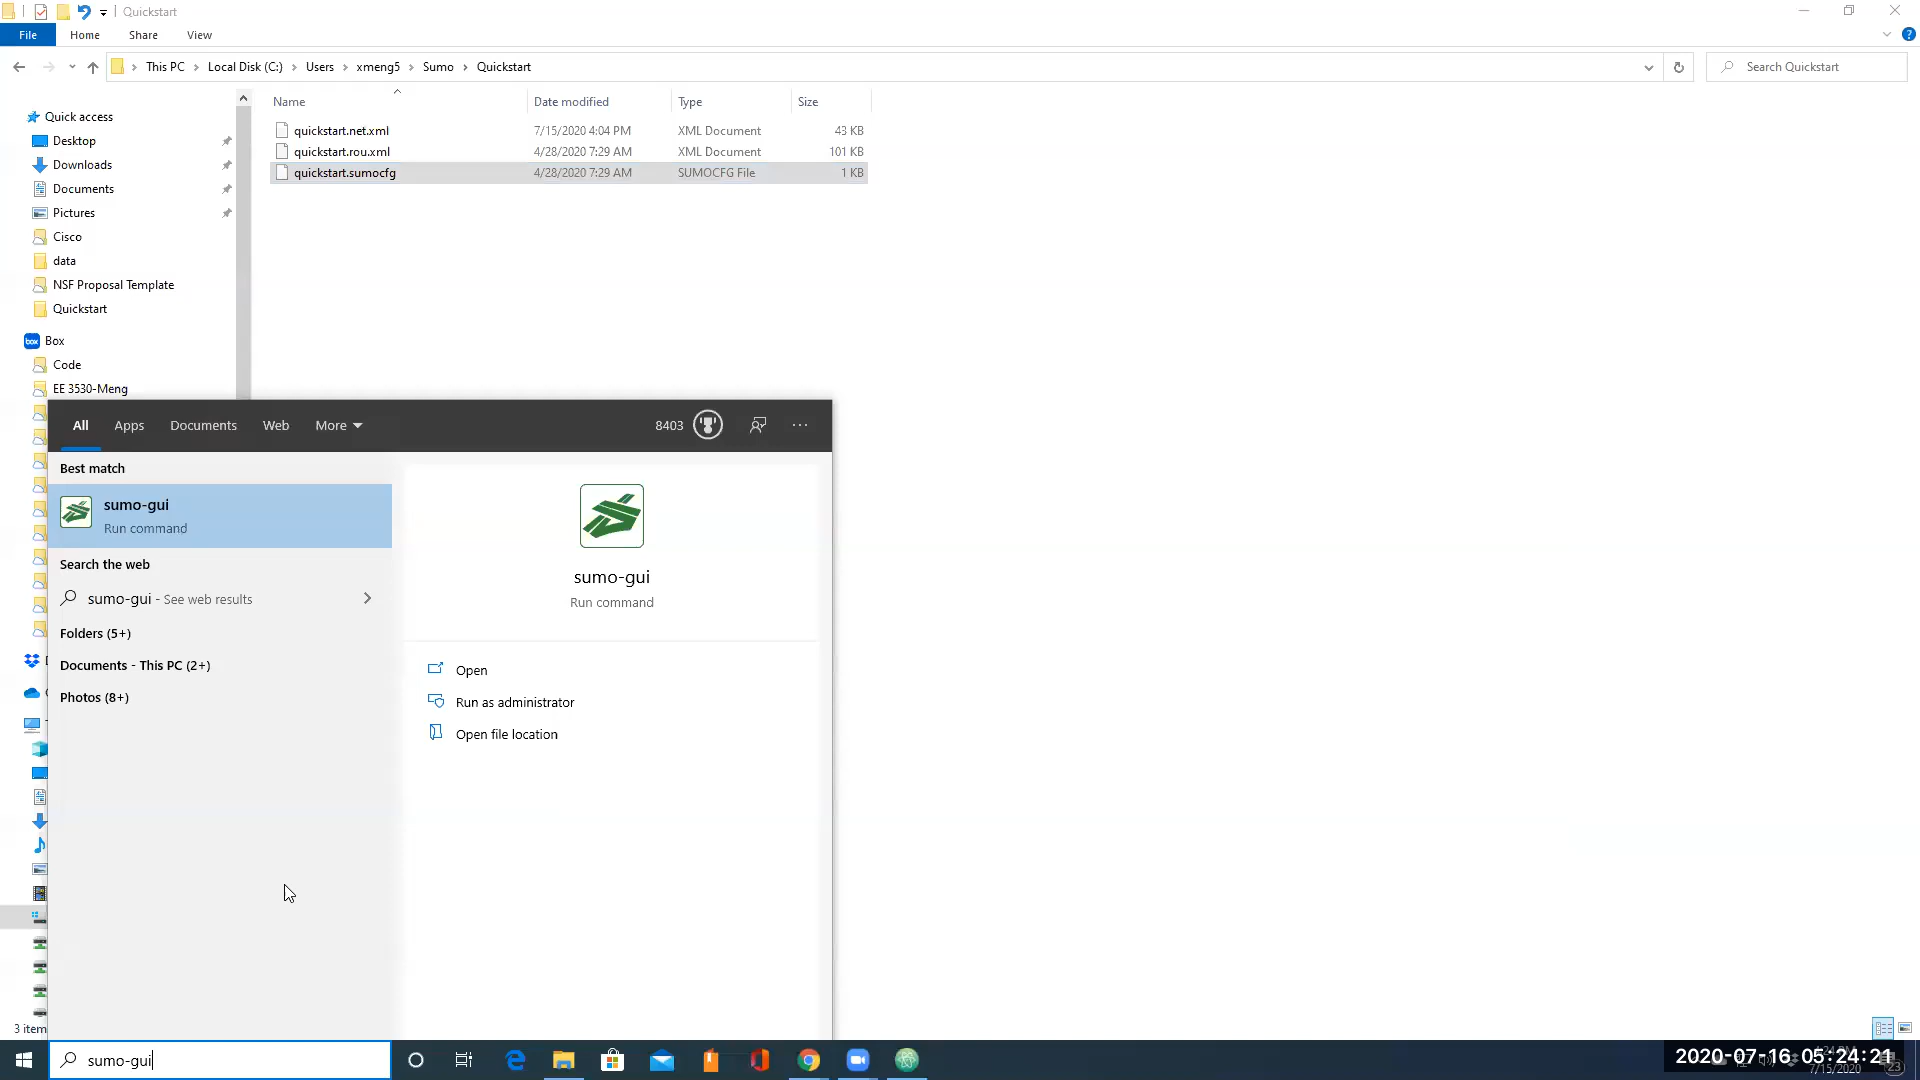 Quickstart
File Home Share View
This PC Local Disk (C:) Users xmeng5 Sumo Quickstart
Search Quickstart
Name Date modified Type Size
quickstart.net.xml 7/15/2020 4:04 PM XML Document 43 KB
quickstart.rou.xml 4/28/2020 7:29 AM XML Document 101 KB
quickstart.sumocfg 4/28/2020 7:29 AM SUMOCFG File 1 KB
Quick access
Desktop
Downloads
Documents
Pictures
Cisco
data
NSF Proposal Template
Quickstart
box Box
Code
EE 3530-Meng
All Apps Documents Web More 8403
Best match
sumo-gui
Run command
Search the web
sumo-gui - See web results
Folders (5+)
Documents - This PC (2+)
Photos (8+)
sumo-gui
Run command
Open
Run as administrator
Open file location
3 item
sumo-gui
2020-07-16 05:24:21
7/15/2020
23